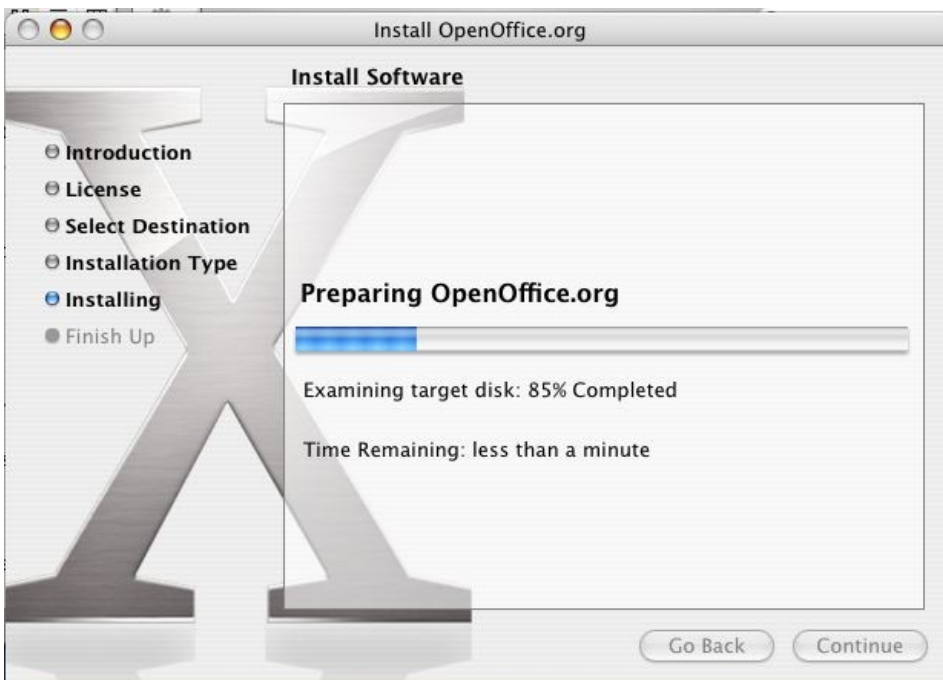 Install OpenOffice.org
Install Software
Introduction
License
Select Destination
Installation Type
Installing
Finish Up
Preparing OpenOffice.org
Examining target disk: 85% Completed
Time Remaining: less than a minute
Go Back
Continue